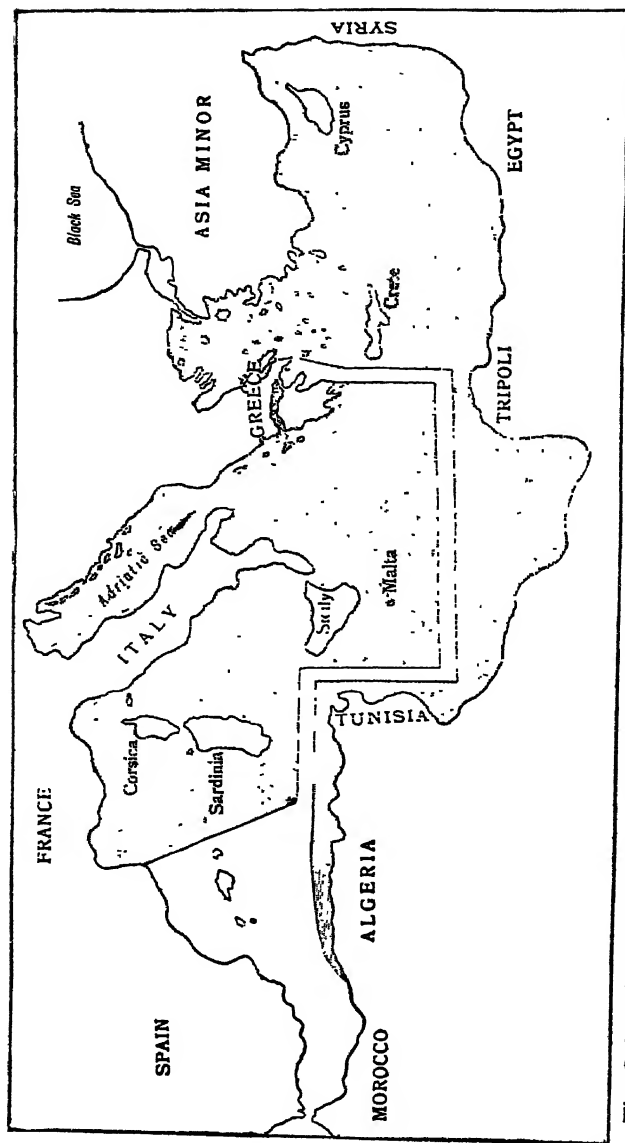 Black Sea
SYRIA
ASIA MINOR
Cyprus
EGYPT
GREECE
Crete
TRIPOLI
Adriatic Sea
ITALY
Sicily
Malta
TUNISIA
FRANCE
Corsica
Sardinia
ALGERIA
SPAIN
MOROCCO